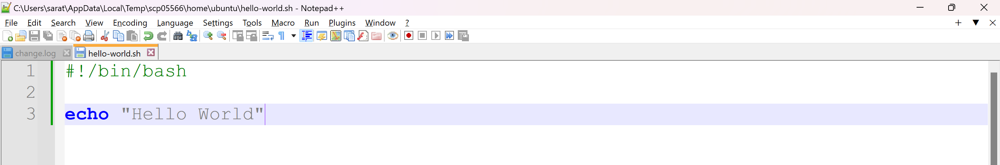 C:\Users\sarat\AppData\Local\Temp\scp05566\home\ubuntu\hello-world.sh - Notepad++
File Edit Search View Encoding Language Settings Tools Macro Run Plugins Window ?
change.log hello-world.sh
1 #!/bin/bash
2
3 echo "Hello World"